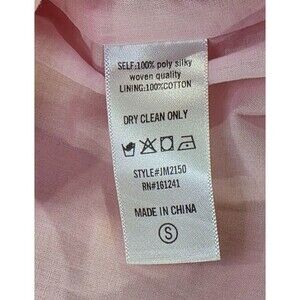 SELF:100% poly silky
woven quality
LINING:100%COTTON
DRY CLEAN ONLY
STYLE#JM2150
RN#161241
MADE IN CHINA
S